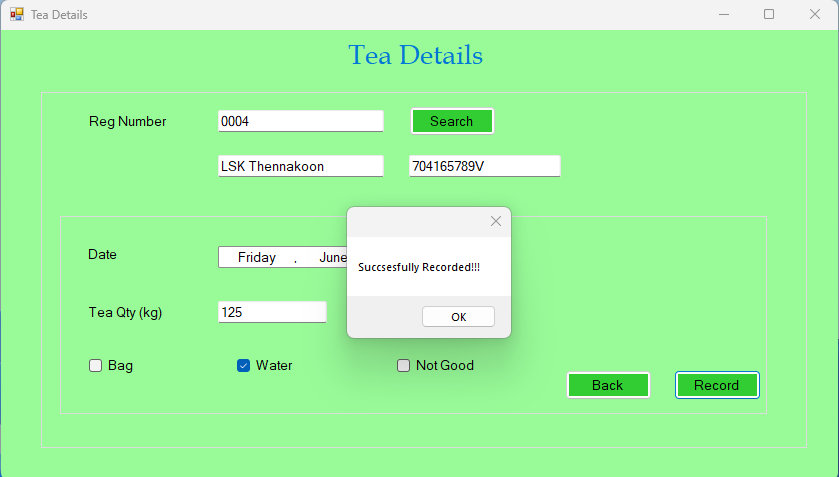 Tea Details
Tea Details
Reg Number 0004 Search
LSK Thennakoon 704165789V
Date Friday , June
Succsesfully Recorded!!!
Tea Qty (kg) 125 OK
Bag Water Not Good
Back Record